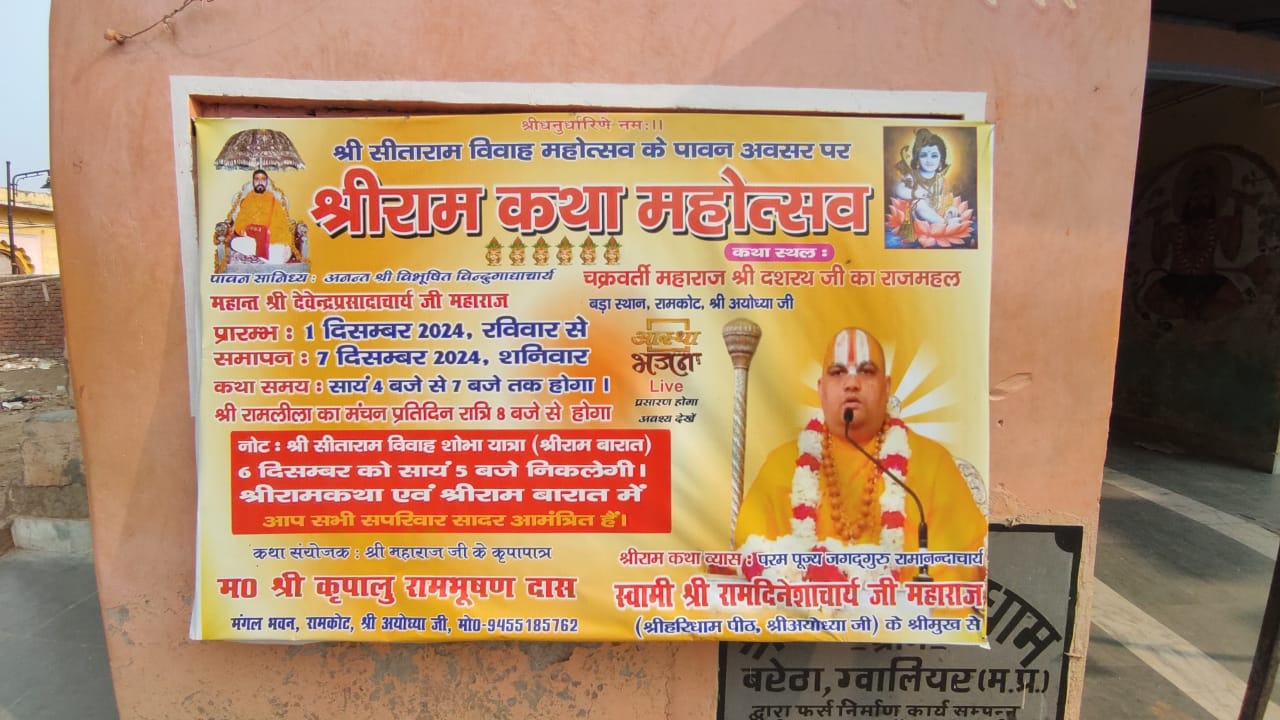 श्रीधनुर्धारिणे नमः।।
श्री सीताराम विवाह महोत्सव के पावन अवसर पर
श्रीराम कथा महोत्सव
कथा स्थल :
पावन सानिध्य : अनन्त श्री विभूषित विन्दुगाद्याचार्य
महान्त श्री देवेन्द्रप्रसादाचार्य जी महाराज
चक्रवर्ती महाराज श्री दशरथ जी का राजमहल
बड़ा स्थान, रामकोट, श्री अयोध्या जी
प्रारम्भ : 1 दिसम्बर 2024, रविवार से
समापन : 7 दिसम्बर 2024, शनिवार
कथा समय : सायं 4 बजे से 7 बजे तक होगा ।
श्री रामलीला का मंचन प्रतिदिन रात्रि 8 बजे से होगा
आस्था
भजन
Live
प्रसारण होगा
अवश्य देखें
नोट : श्री सीताराम विवाह शोभा यात्रा (श्रीराम बारात)
6 दिसम्बर को सायं 5 बजे निकलेगी।
श्रीरामकथा एवं श्रीराम बारात में
आप सभी सपरिवार सादर आमंत्रित हैं।
कथा संयोजक : श्री महाराज जी के कृपापात्र
म0 श्री कृपालु रामभूषण दास
मंगल भवन, रामकोट, श्री अयोध्या जी, मो0-9455185762
श्रीराम कथा व्यास : परम पूज्य जगद्गुरु रामानन्दाचार्य
स्वामी श्री रामदिनेशाचार्य जी महाराज
(श्रीहरिधाम पीठ, श्रीअयोध्या जी) के श्रीमुख से
धाम
बरेठा, ग्वालियर (म.प्र.)
द्वारा फर्स निर्माण कार्य सम्पन्न